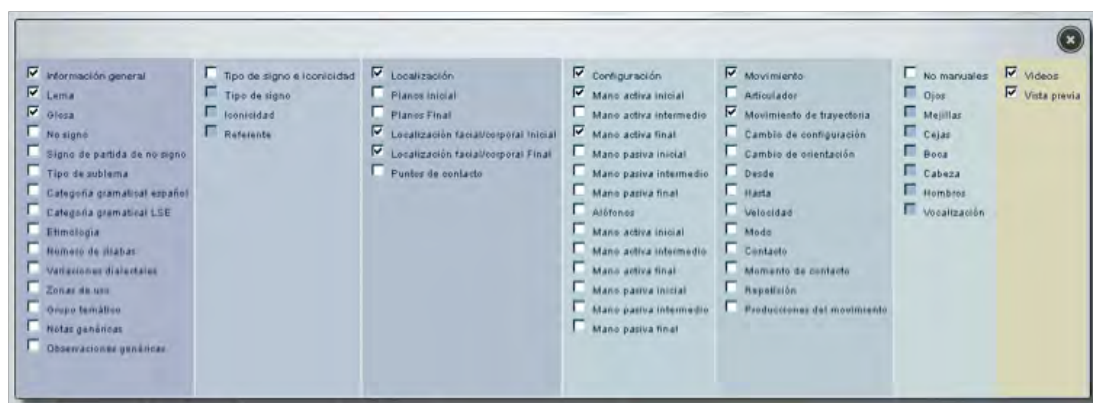 Información general
Lema
Glosa
No signo
Signo de partida de no signo
Tipo de sublema
Categoría gramatical español
Categoría gramatical LSE
Etimología
Número de sílabas
Variaciones dialectales
Zonas de uso
Grupo temático
Notas genéricas
Observaciones genéricas
Tipo de signo e iconicidad
Tipo de signo
Iconicidad
Referente
Localización
Planos inicial
Planos Final
Localización facial/corporal Inicial
Localización facial/corporal Final
Puntos de contacto
Configuración
Mano activa inicial
Mano activa intermedio
Mano activa final
Mano pasiva inicial
Mano pasiva intermedio
Mano pasiva final
Alófonos
Mano activa inicial
Mano activa intermedio
Mano activa final
Mano pasiva inicial
Mano pasiva intermedio
Mano pasiva final
Movimiento
Articulador
Movimiento de trayectoria
Cambio de configuración
Cambio de orientación
Desde
Hasta
Velocidad
Modo
Contacto
Momento de contacto
Repetición
Producciones del movimiento
No manuales
Ojos
Mejillas
Cejas
Boca
Cabeza
Hombros
Vocalización
Videos
Vista previa